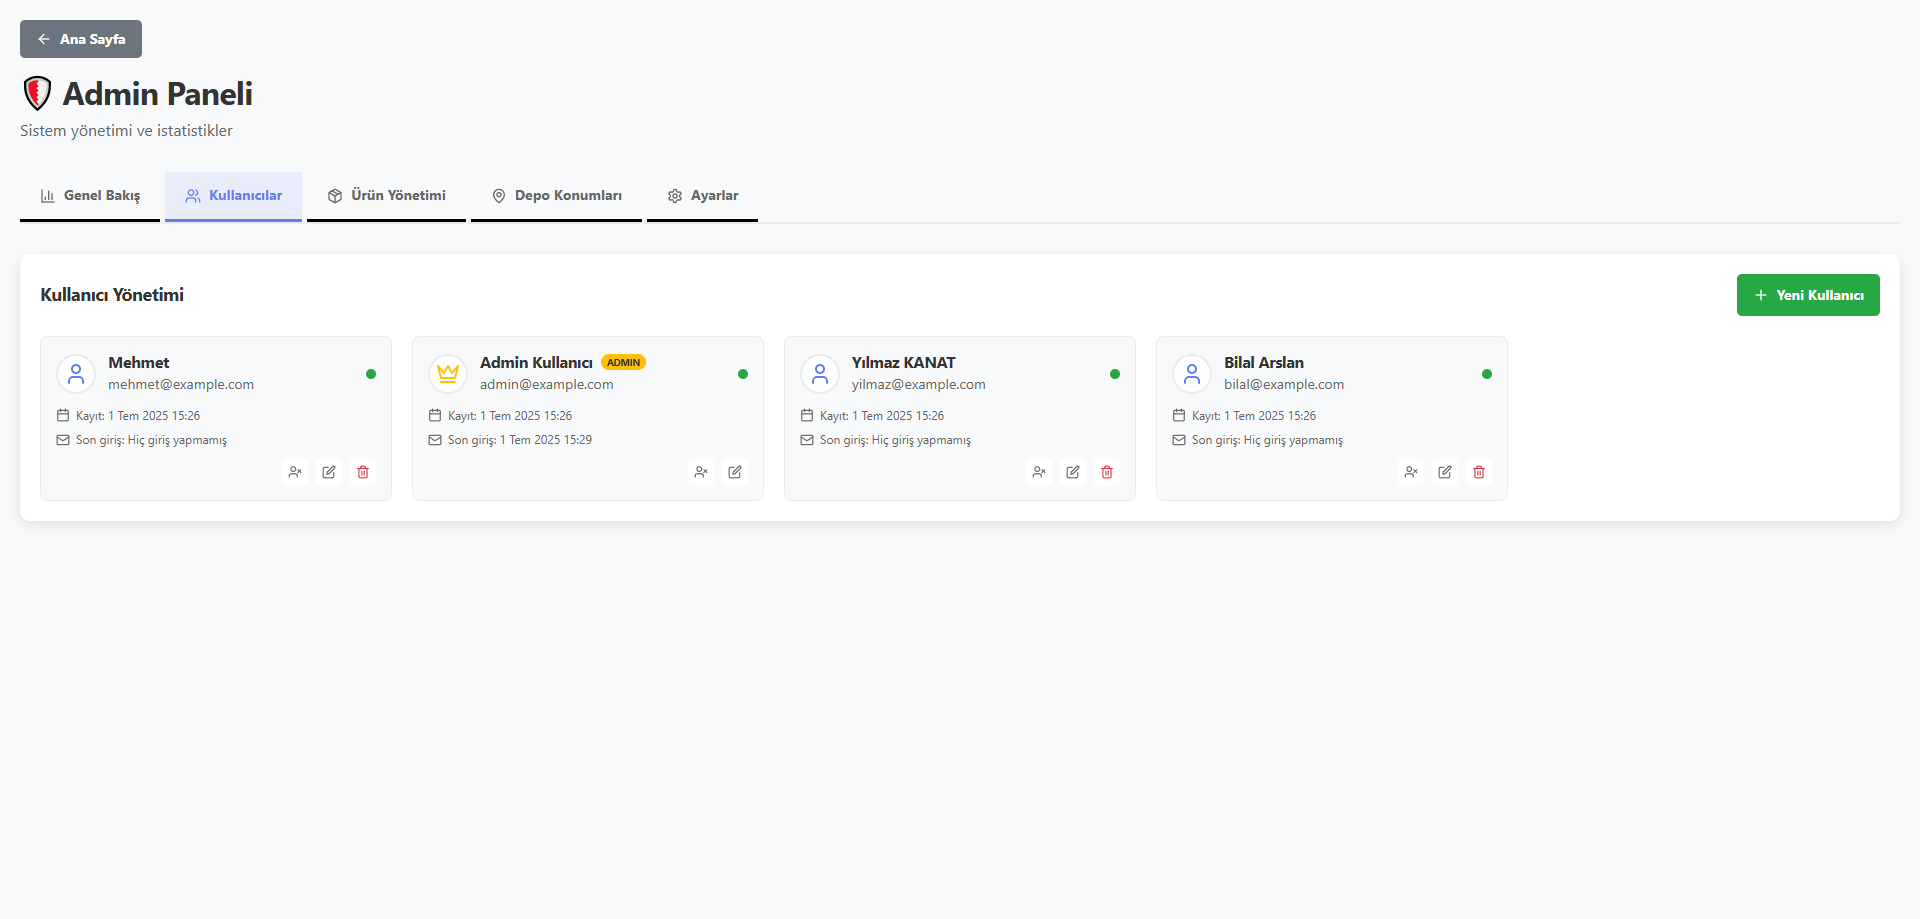 Ana Sayfa
Admin Paneli
Sistem yönetimi ve istatistikler
Genel Bakış
Kullanıcılar
Ürün Yönetimi
Depo Konumları
Ayarlar
Kullanıcı Yönetimi
Yeni Kullanıcı
Mehmet
mehmet@example.com
Kayıt: 1 Tem 2025 15:26
Son giriş: Hiç giriş yapmamış
Admin Kullanıcı ADMIN
admin@example.com
Kayıt: 1 Tem 2025 15:26
Son giriş: 1 Tem 2025 15:29
Yılmaz KANAT
yilmaz@example.com
Kayıt: 1 Tem 2025 15:26
Son giriş: Hiç giriş yapmamış
Bilal Arslan
bilal@example.com
Kayıt: 1 Tem 2025 15:26
Son giriş: Hiç giriş yapmamış